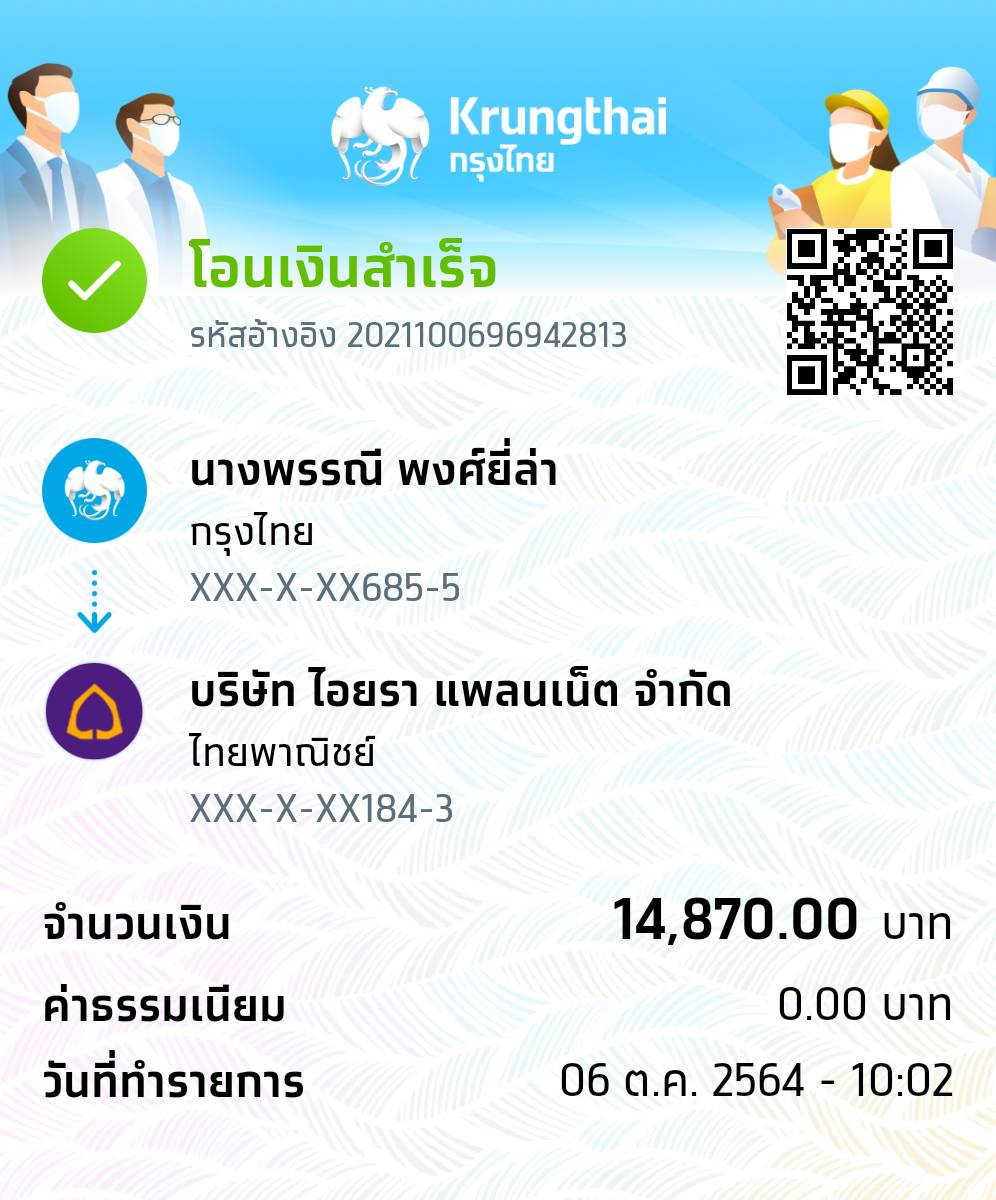 Krungthai
กรุงไทย
โอนเงินสำเร็จ
รหัสอ้างอิง 2021100696942813
นางพรรณี พงศ์ยี่ล่า
กรุงไทย
XXX-X-XX685-5
บริษัท ไอยรา แพลนเน็ต จำกัด
ไทยพาณิชย์
XXX-X-XX184-3
จำนวนเงิน 14,870.00 บาท
ค่าธรรมเนียม 0.00 บาท
วันที่ทำรายการ 06 ต.ค. 2564 - 10:02